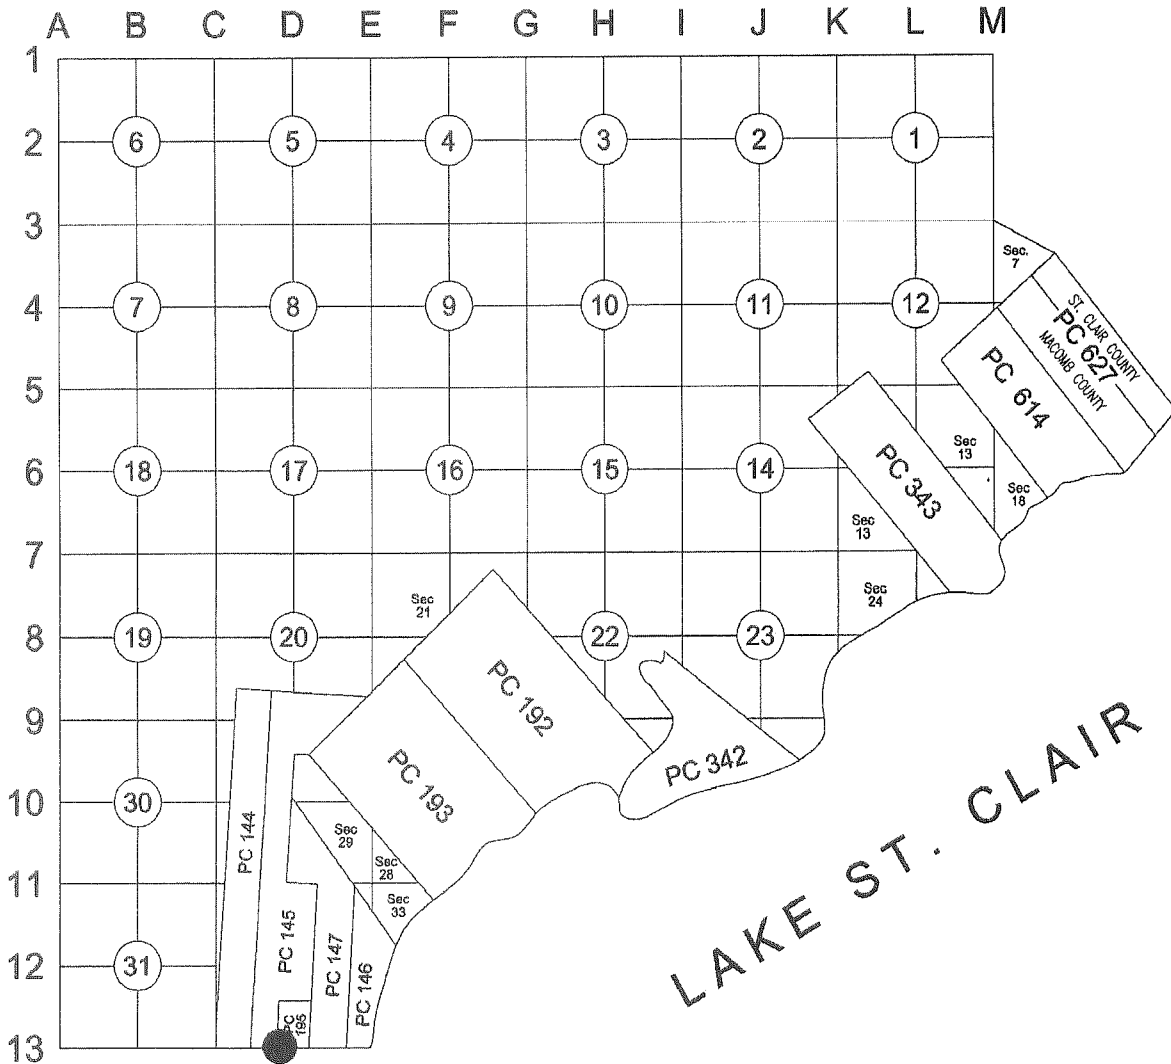 A B C D E F G H I J K L M
1
2 6 5 4 3 2 1
3
Sec. 7
4 7 8 9 10 11 12
ST. CLAIR COUNTY
PC 627
MACOMB COUNTY
PC 614
5
Sec 13
6 18 17 16 15 14
PC 343
Sec 18
Sec 13
7
Sec 21
Sec 24
8 19 20 22 23
PC 192
9
PC 342
PC 193
10 30
PC 144
Sec 29
Sec 28
11
Sec 33
PC 145
PC 147
PC 146
12 31
PC 195
13
LAKE ST. CLAIR